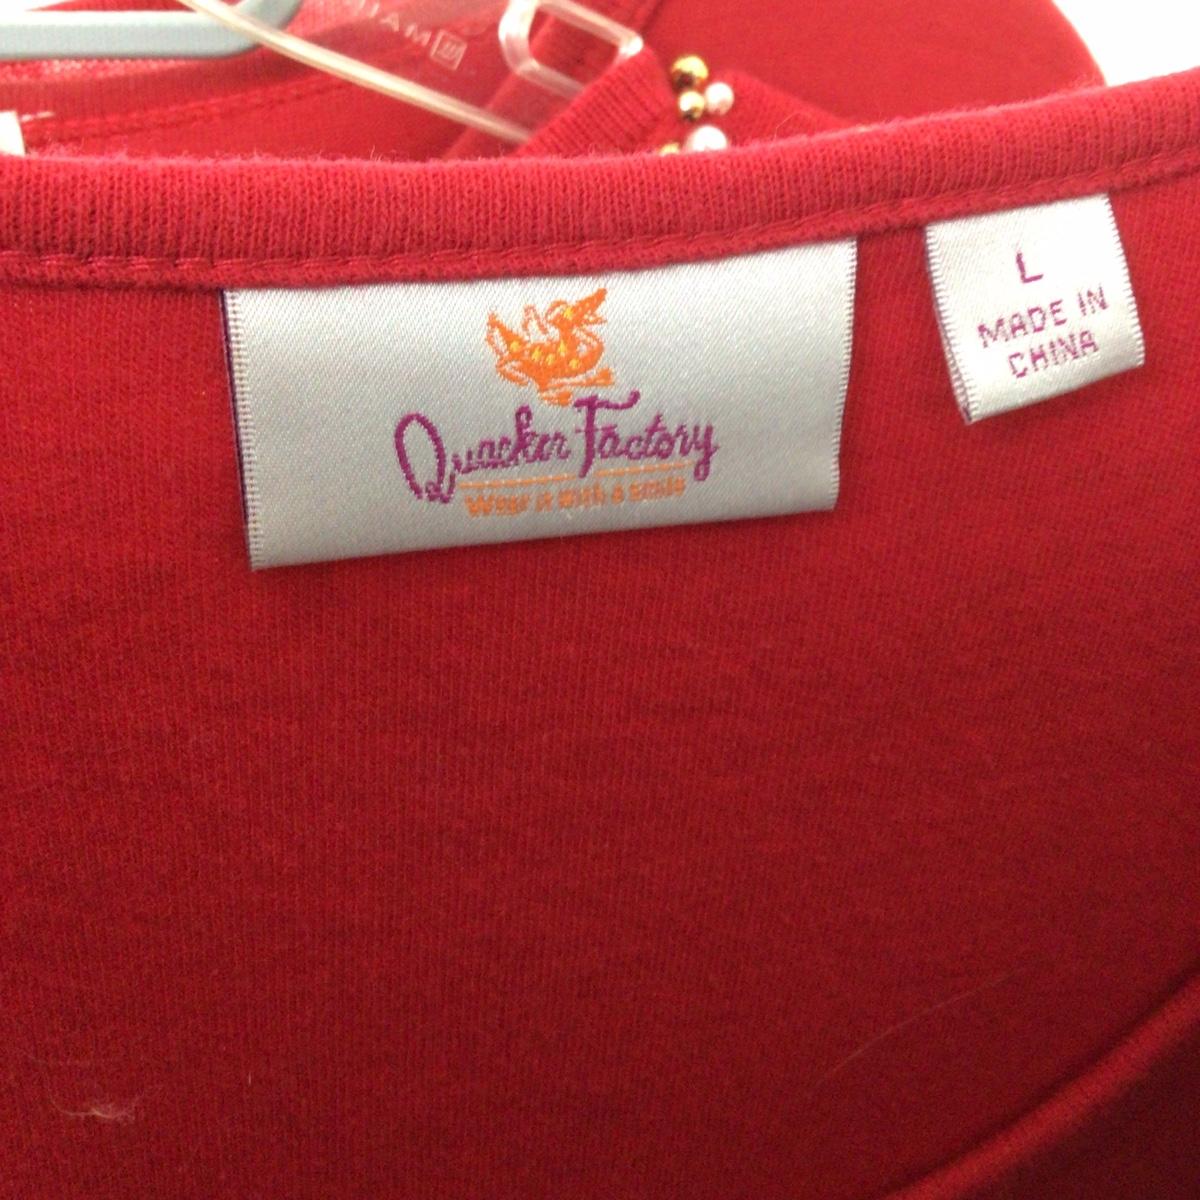 Quacker Factory
Wear it with a smile
L
MADE IN
CHINA